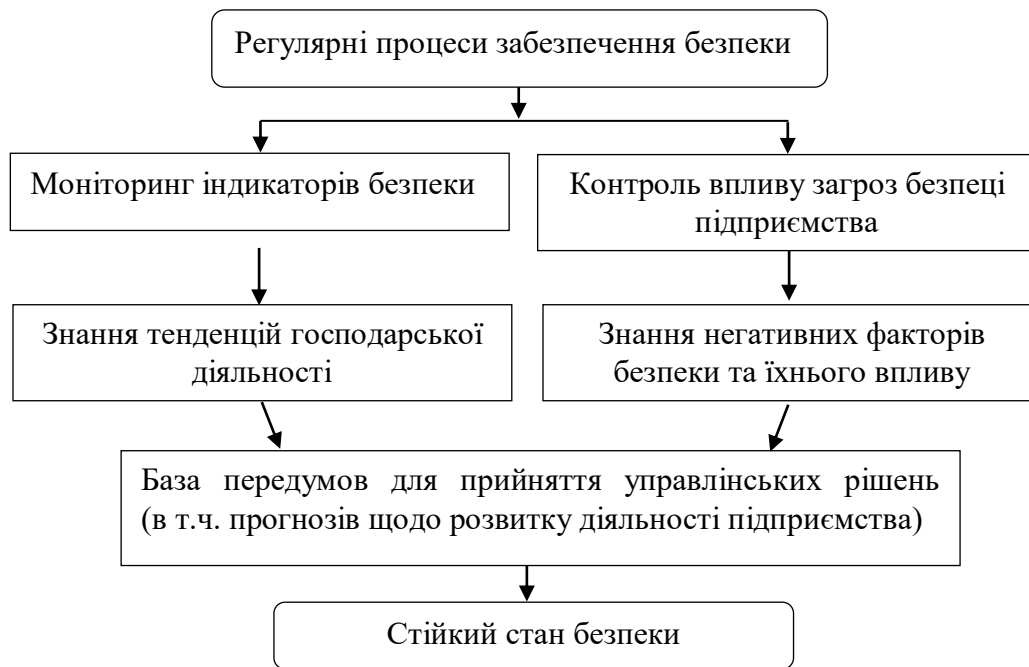 Регулярні процеси забезпечення безпеки
Моніторинг індикаторів безпеки
Контроль впливу загроз безпеці
підприємства
Знання тенденцій господарської
діяльності
Знання негативних факторів
безпеки та їхнього впливу
База передумов для прийняття управлінських рішень
(в т.ч. прогнозів щодо розвитку діяльності підприємства)
Стійкий стан безпеки